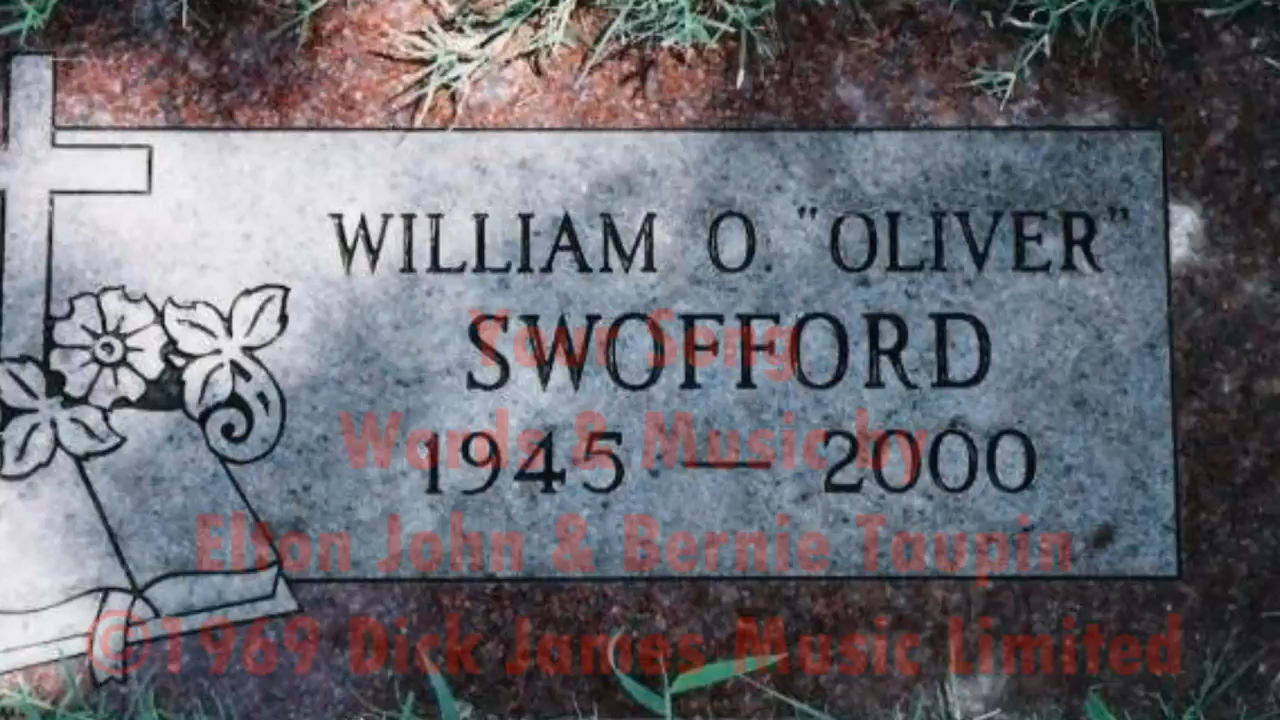 WILLIAM O. "OLIVER"
SWOFFORD
1945 — 2000
Your Song
Words & Music by
Elton John & Bernie Taupin
©1969 Dick James Music Limited